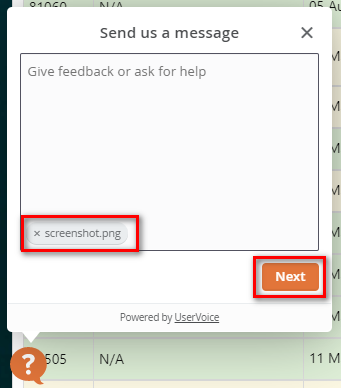 81060 N/A 05 Au
Send us a message
Give feedback or ask for help
× screenshot.png
Next
Powered by UserVoice
?
505 N/A 11 M